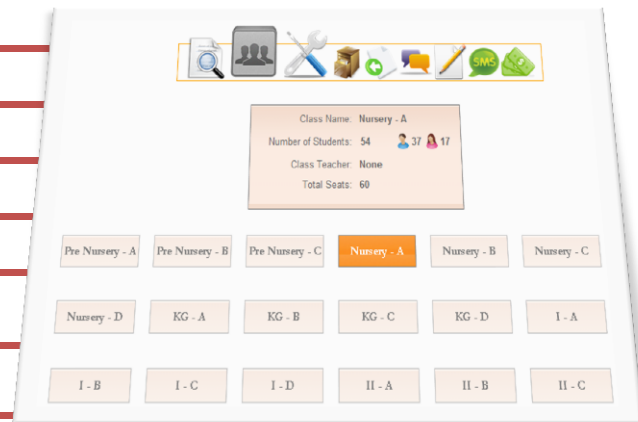 SMS
Class Name: Nursery - A
Number of Students: 54 37 17
Class Teacher: None
Total Seats: 60
Pre Nursery - A Pre Nursery - B Pre Nursery - C Nursery - A Nursery - B Nursery - C
Nursery - D KG - A KG - B KG - C KG - D I - A
I - B I - C I - D II - A II - B II - C